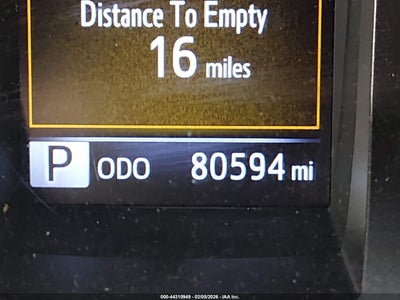 Distance To Empty
16 miles
P ODO 80594 mi
000-44310949 - 02/09/2026 - IAA Inc.